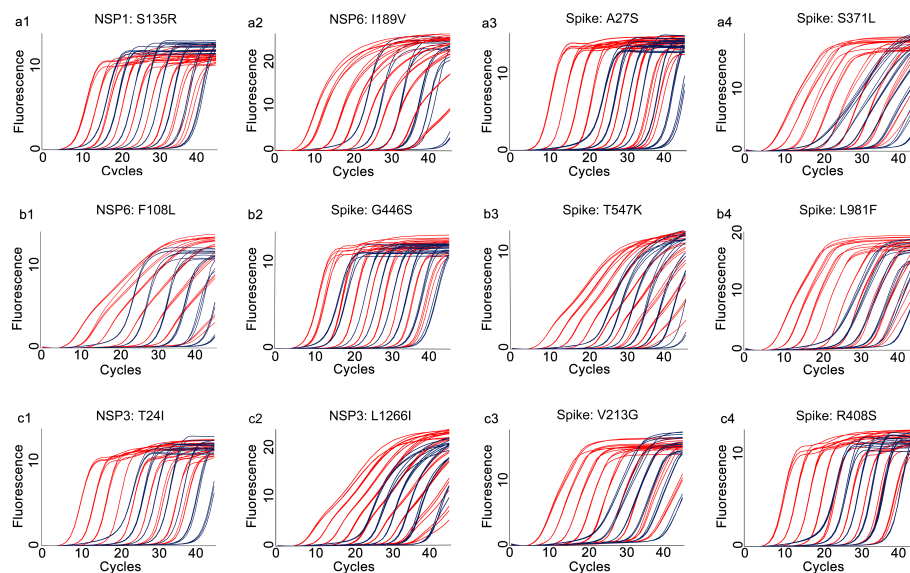 a1 NSP1: S135R a2 NSP6: I189V a3 Spike: A27S a4 Spike: S371L
Fluorescence 10 Fluorescence 20 10 0 Fluorescence 10 0 Fluorescence 10 0
0 10 20 30 40 0 10 20 30 40 0 10 20 30 40 0 10 20 30 40
Cycles Cycles Cycles Cycles
b1 NSP6: F108L b2 Spike: G446S b3 Spike: T547K b4 Spike: L981F
Fluorescence 10 0 Fluorescence 10 0 Fluorescence 10 0 Fluorescence 20 10 0
0 10 20 30 40 0 10 20 30 40 0 10 20 30 40 0 10 20 30 40
Cycles Cycles Cycles Cycles
c1 NSP3: T24I c2 NSP3: L1266I c3 Spike: V213G c4 Spike: R408S
Fluorescence 10 0 Fluorescence 20 10 0 Fluorescence 10 0 Fluorescence 10 0
0 10 20 30 40 0 10 20 30 40 0 10 20 30 40 0 10 20 30 40
Cycles Cycles Cycles Cycles